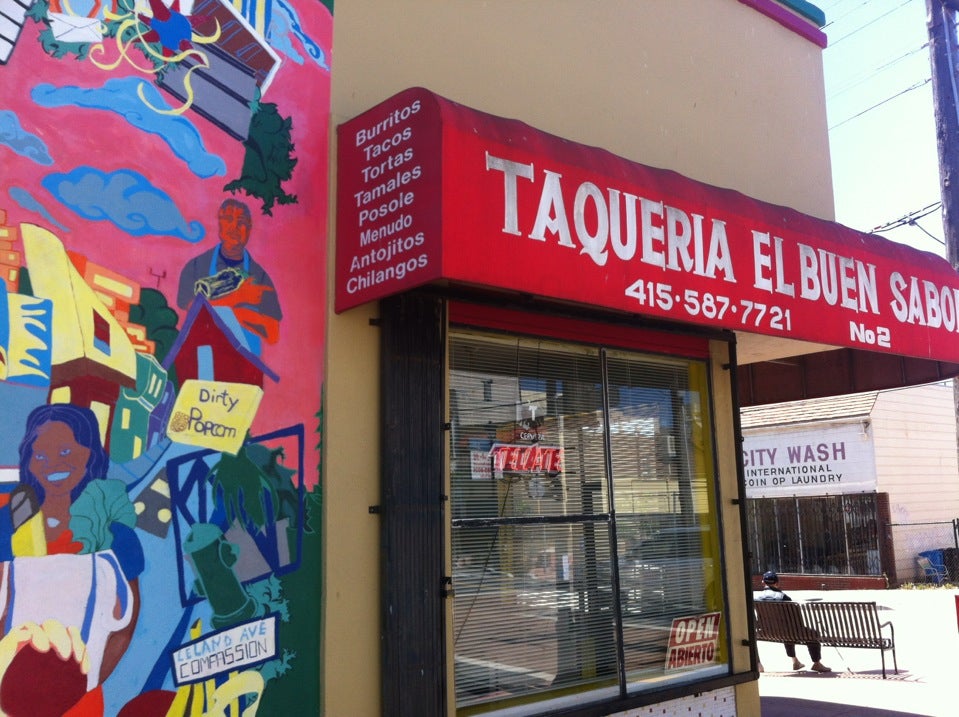 Burritos
Tacos
Tortas
Tamales
Posole
Menudo
Antojitos
Chilangos
TAQUERIA EL BUEN SABO
415·587·7721
No 2
Dirty
Popcorn
LELAND AVE
COMPASSION
TECATE
OPEN
ABIERTO
CITY WASH
INTERNATIONAL
COIN OP LAUNDRY